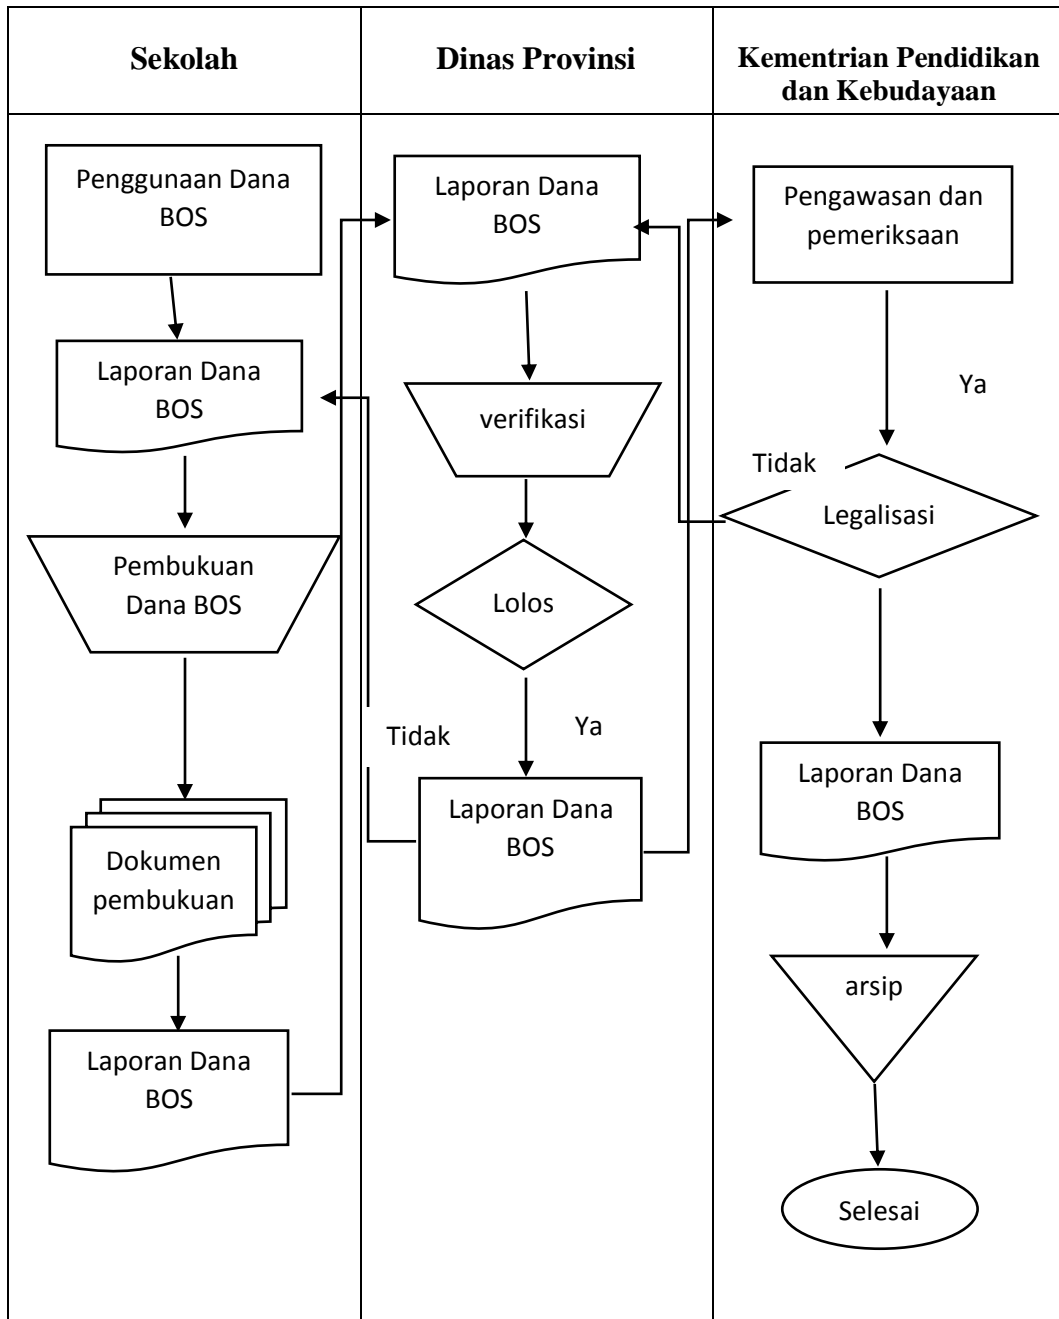 Sekolah
Dinas Provinsi
Kementrian Pendidikan
dan Kebudayaan
Penggunaan Dana
BOS
Laporan Dana
BOS
Pembukuan
Dana BOS
Dokumen
pembukuan
Laporan Dana
BOS
Laporan Dana
BOS
verifikasi
Lolos
Tidak
Ya
Laporan Dana
BOS
Pengawasan dan
pemeriksaan
Ya
Tidak
Legalisasi
Laporan Dana
BOS
arsip
Selesai